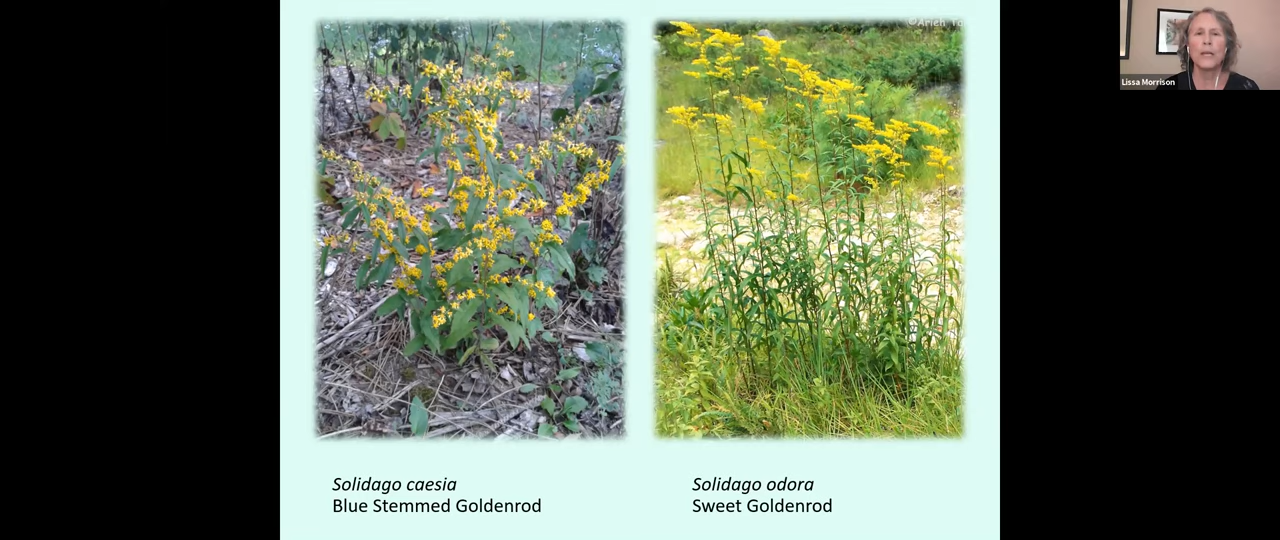 Lissa Morrison
Solidago caesia
Blue Stemmed Goldenrod
Solidago odora
Sweet Goldenrod